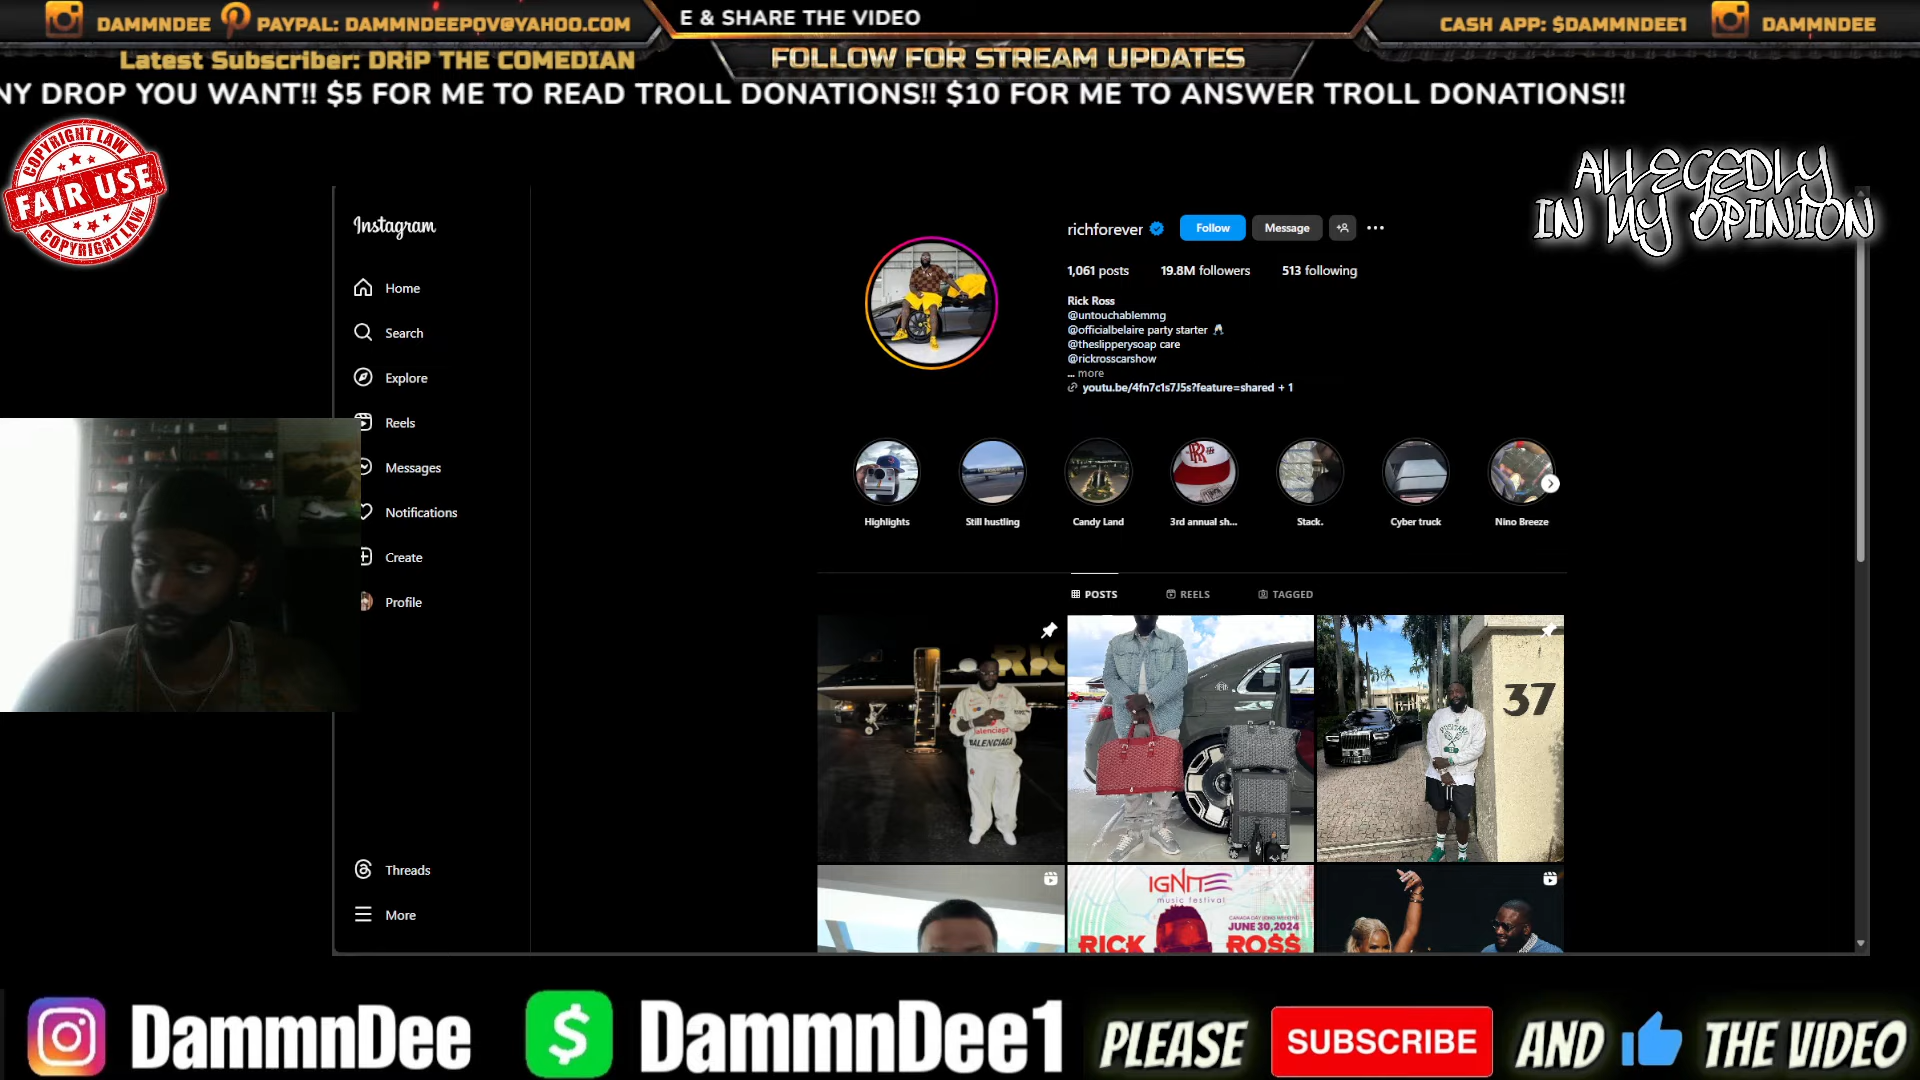 DAMMNDEE PAYPAL: DAMMNDEEPOV@YAHOO.COM
E & SHARE THE VIDEO
CASH APP: $DAMMNDEE1 DAMMNDEE
Latest Subscriber: DRIP THE COMEDIAN
FOLLOW FOR STREAM UPDATES
NY DROP YOU WANT!! $5 FOR ME TO READ TROLL DONATIONS!! $10 FOR ME TO ANSWER TROLL DONATIONS!!
COPYRIGHT LAW
FAIR USE
COPYRIGHT LAW
ALLEGEDLY
IN MY OPINION
Instagram
Home
Search
Explore
Reels
Messages
Notifications
Create
Profile
Threads
More
richforever Follow Message
1,061 posts 19.8M followers 513 following
Rick Ross
@untouchablemmg
@officialbelaire party starter
@theslipperysoap care
@rickrosscarshow
... more
youtu.be/4fn7c1s7J5s?feature=shared + 1
Highlights Still hustling Candy Land 3rd annual sh... Stack. Cyber truck Nino Breeze
POSTS REELS TAGGED
RIC
BALENCIAGA
37
IGNITE
music festival
CANADA DAY LONG WEEKEND
JUNE 30,2024
RICK RO$$
DammnDee
DammnDee1
PLEASE SUBSCRIBE AND THE VIDEO